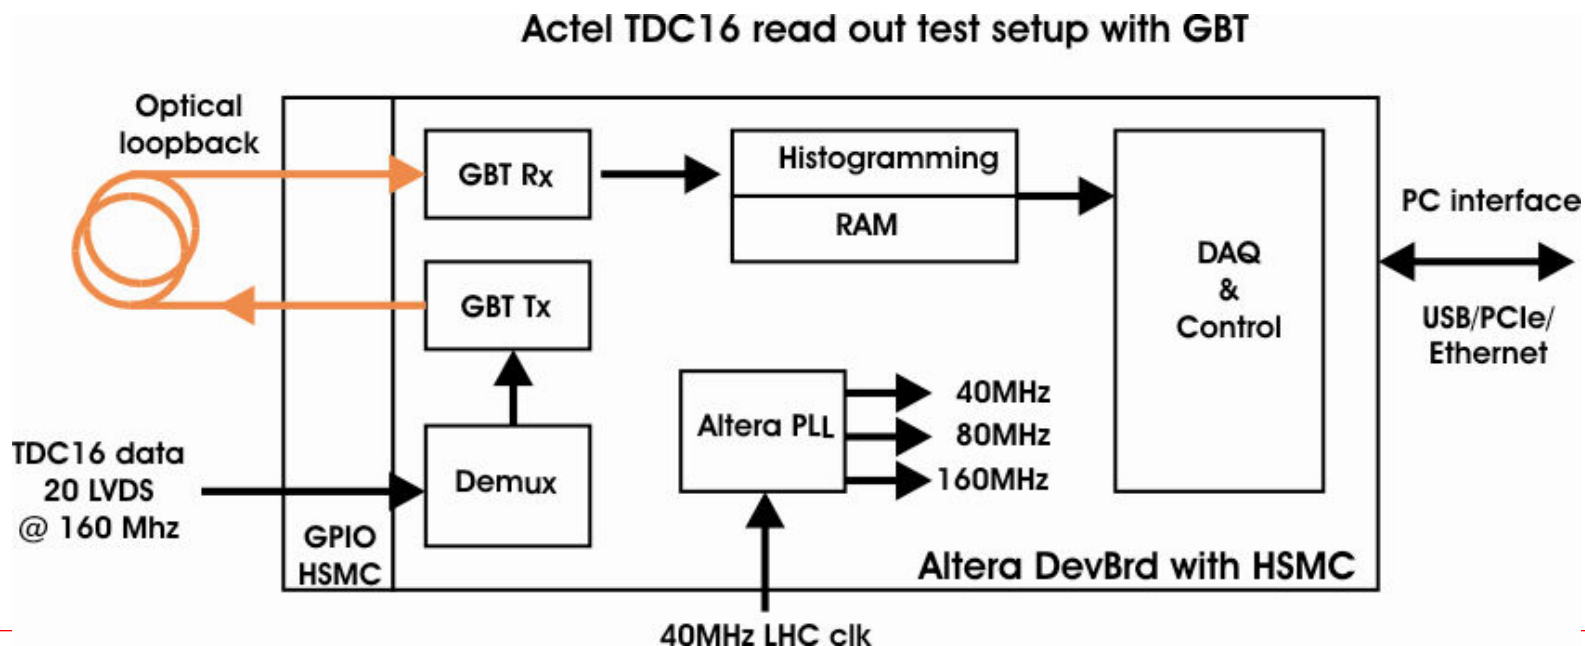 Actel TDC16 read out test setup with GBT
Optical
loopback
GBT Rx
Histogramming
RAM
DAQ
&
Control
PC interface
USB/PCIe/
Ethernet
GBT Tx
Altera PLL
40MHz
80MHz
160MHz
TDC16 data
20 LVDS
@ 160 Mhz
Demux
GPIO
HSMC
Altera DevBrd with HSMC
40MHz LHC clk